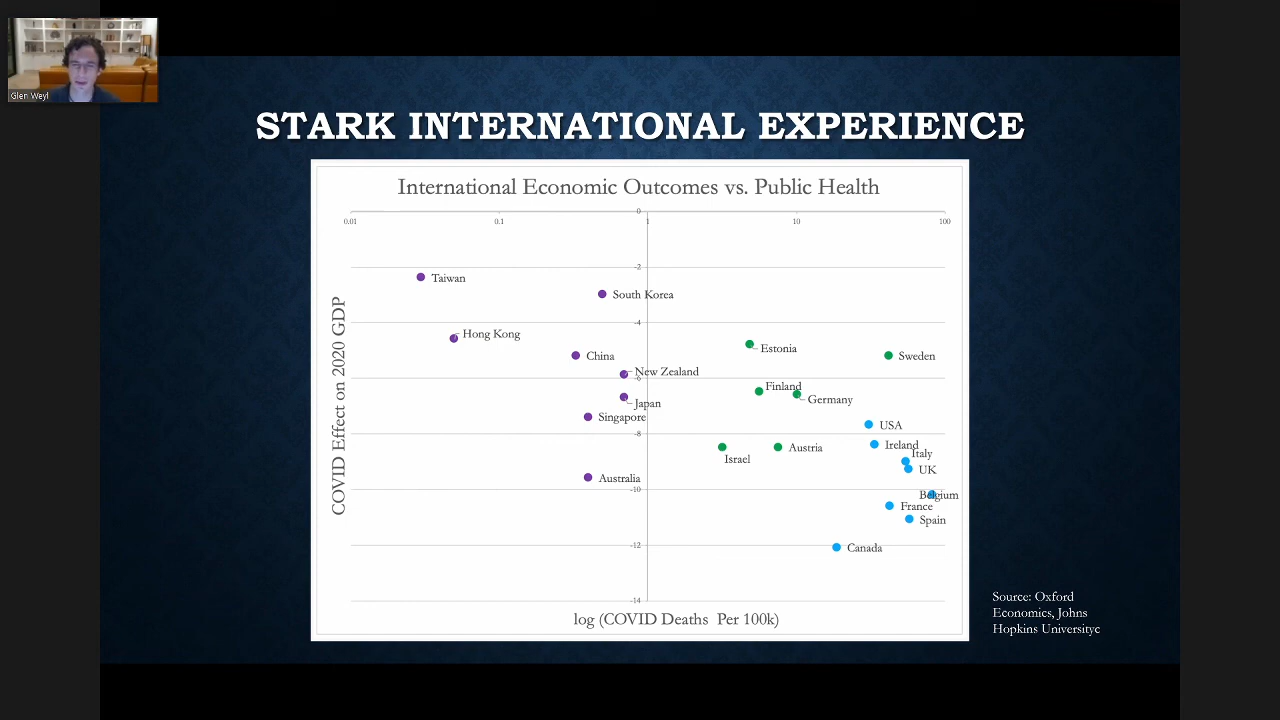 Glen Weyl
STARK INTERNATIONAL EXPERIENCE
International Economic Outcomes vs. Public Health
0
0.01
0.1
1
10
100
-2
Taiwan
South Korea
-4
Hong Kong
Estonia
China
Sweden
New Zealand
-6
Finland
Japan
Germany
Singapore
USA
-8
Ireland
Austria
Italy
Israel
UK
Australia
-10
Belgium
France
Spain
-12
Canada
-14
COVID Effect on 2020 GDP
log (COVID Deaths Per 100k)
Source: Oxford
Economics, Johns
Hopkins Universityc